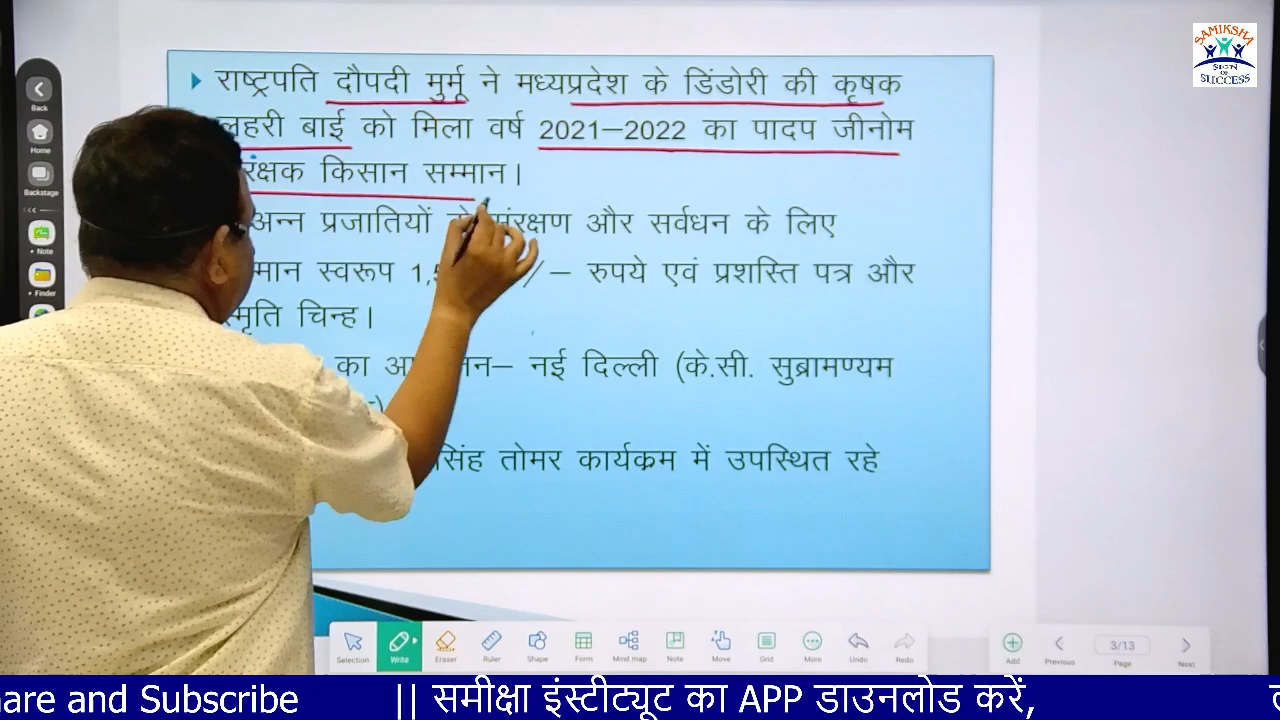 SAMIKSHA
SIGN
OF
SUCCESS
Back
Home
Backstage
Note
Finder
राष्ट्रपति दौपदी मुर्मू ने मध्यप्रदेश के डिंडोरी की कृषक
लहरी बाई को मिला वर्ष 2021–2022 का पादप जीनोम
रक्षक किसान सम्मान।
अन्न प्रजातियों संरक्षण और सर्वधन के लिए
मान स्वरूप /– रुपये एवं प्रशस्ति पत्र और
स्मृति चिन्ह।
का नई दिल्ली (के.सी. सुब्रामण्यम
सिंह तोमर कार्यक्रम में उपस्थित रहे
Selection Write Eraser Ruler Shape Form Mind map Note Move Grid More Undo Redo Add Previous 3/13 Page Next
hare and Subscribe || समीक्षा इंस्टीट्यूट का APP डाउनलोड करें,